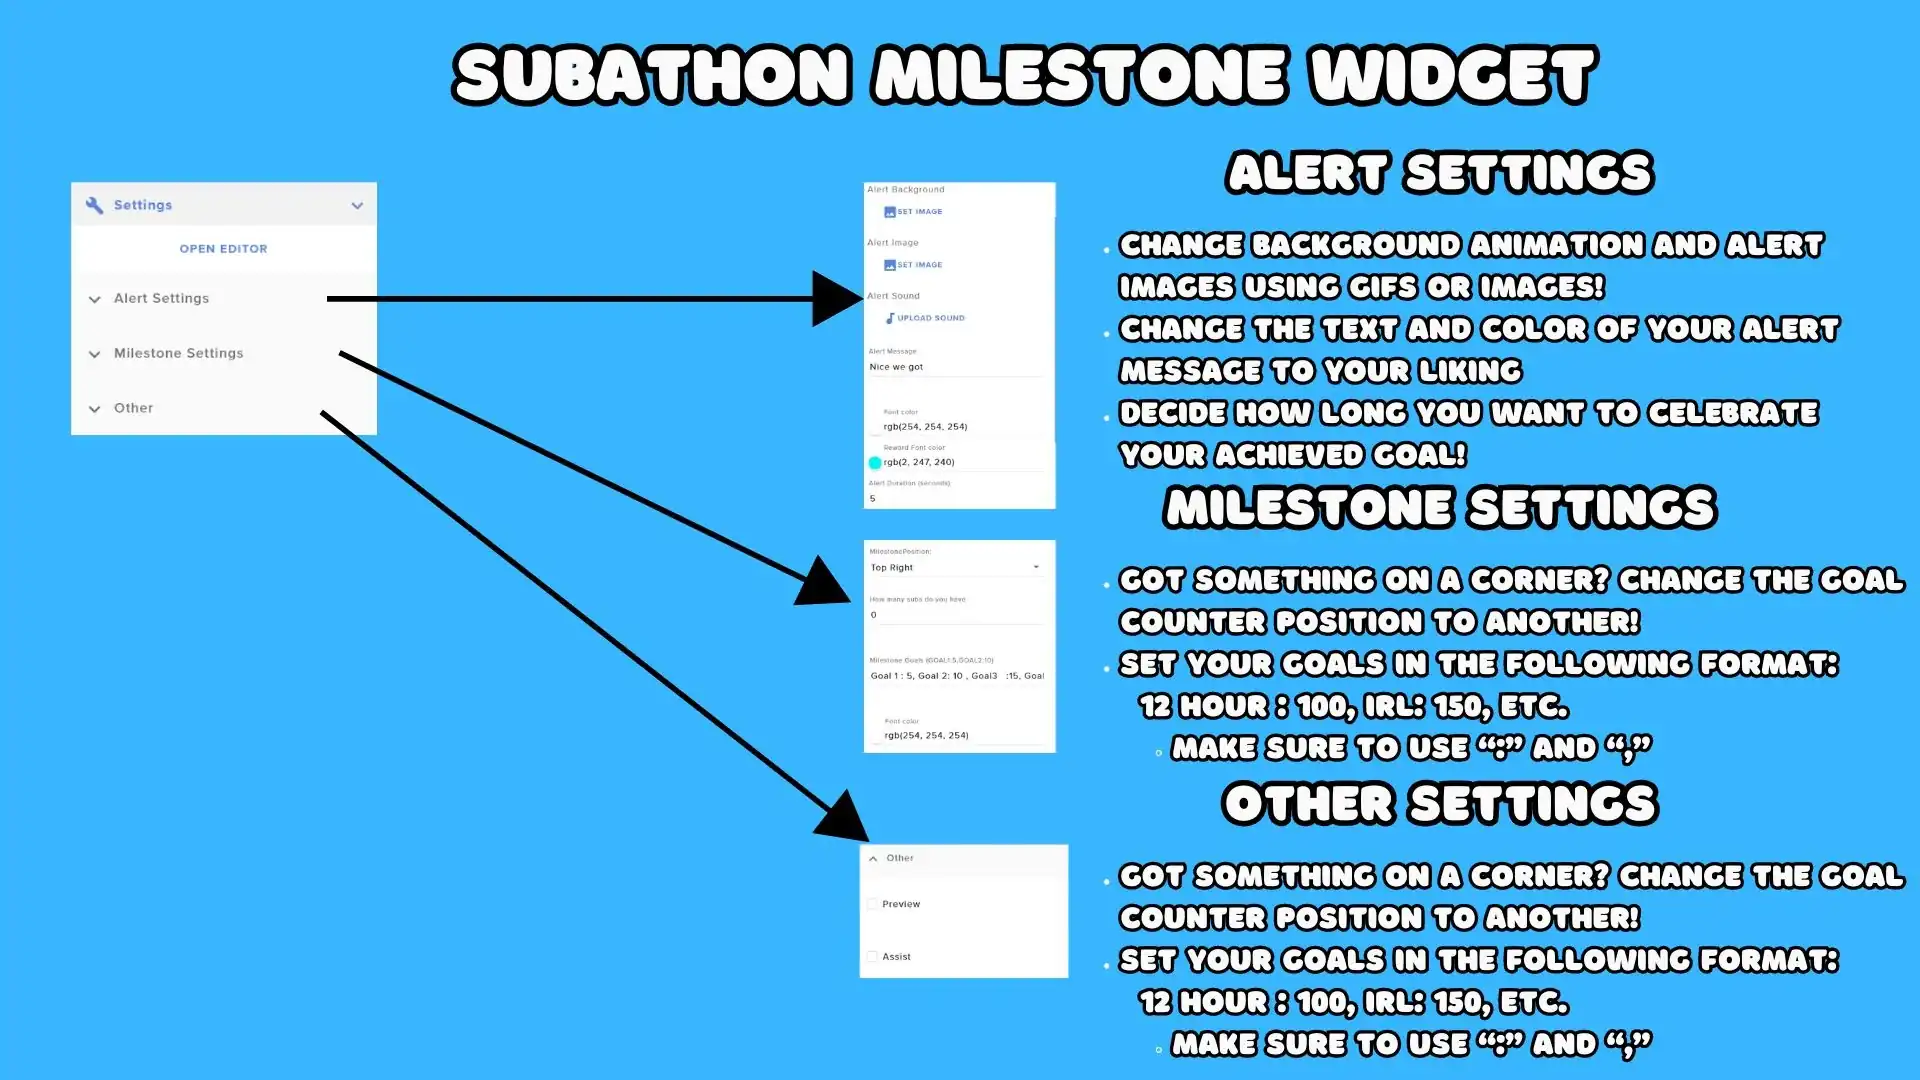 SUBATHON MILESTONE WIDGET
Settings
OPEN EDITOR
Alert Settings
Milestone Settings
Other
Alert Background
SET IMAGE
Alert Image
SET IMAGE
Alert Sound
UPLOAD SOUND
Alert Message
Nice we got
Font color
rgb(254, 254, 254)
Reward Font color
rgb(2, 247, 240)
Alert Duration (seconds)
5
MilestonePosition:
Top Right
How many subs do you have
0
Milestone Goals (GOAL1:5,GOAL2:10)
Goal 1 : 5, Goal 2: 10 , Goal3 :15, Goal
Font color
rgb(254, 254, 254)
Other
Preview
Assist
ALERT SETTINGS
CHANGE BACKGROUND ANIMATION AND ALERT
IMAGES USING GIFS OR IMAGES!
CHANGE THE TEXT AND COLOR OF YOUR ALERT
MESSAGE TO YOUR LIKING
DECIDE HOW LONG YOU WANT TO CELEBRATE
YOUR ACHIEVED GOAL!
MILESTONE SETTINGS
GOT SOMETHING ON A CORNER? CHANGE THE GOAL
COUNTER POSITION TO ANOTHER!
SET YOUR GOALS IN THE FOLLOWING FORMAT:
12 HOUR : 100, IRL: 150, ETC.
MAKE SURE TO USE “:” AND “,”
OTHER SETTINGS
GOT SOMETHING ON A CORNER? CHANGE THE GOAL
COUNTER POSITION TO ANOTHER!
SET YOUR GOALS IN THE FOLLOWING FORMAT:
12 HOUR : 100, IRL: 150, ETC.
MAKE SURE TO USE “:” AND “,”